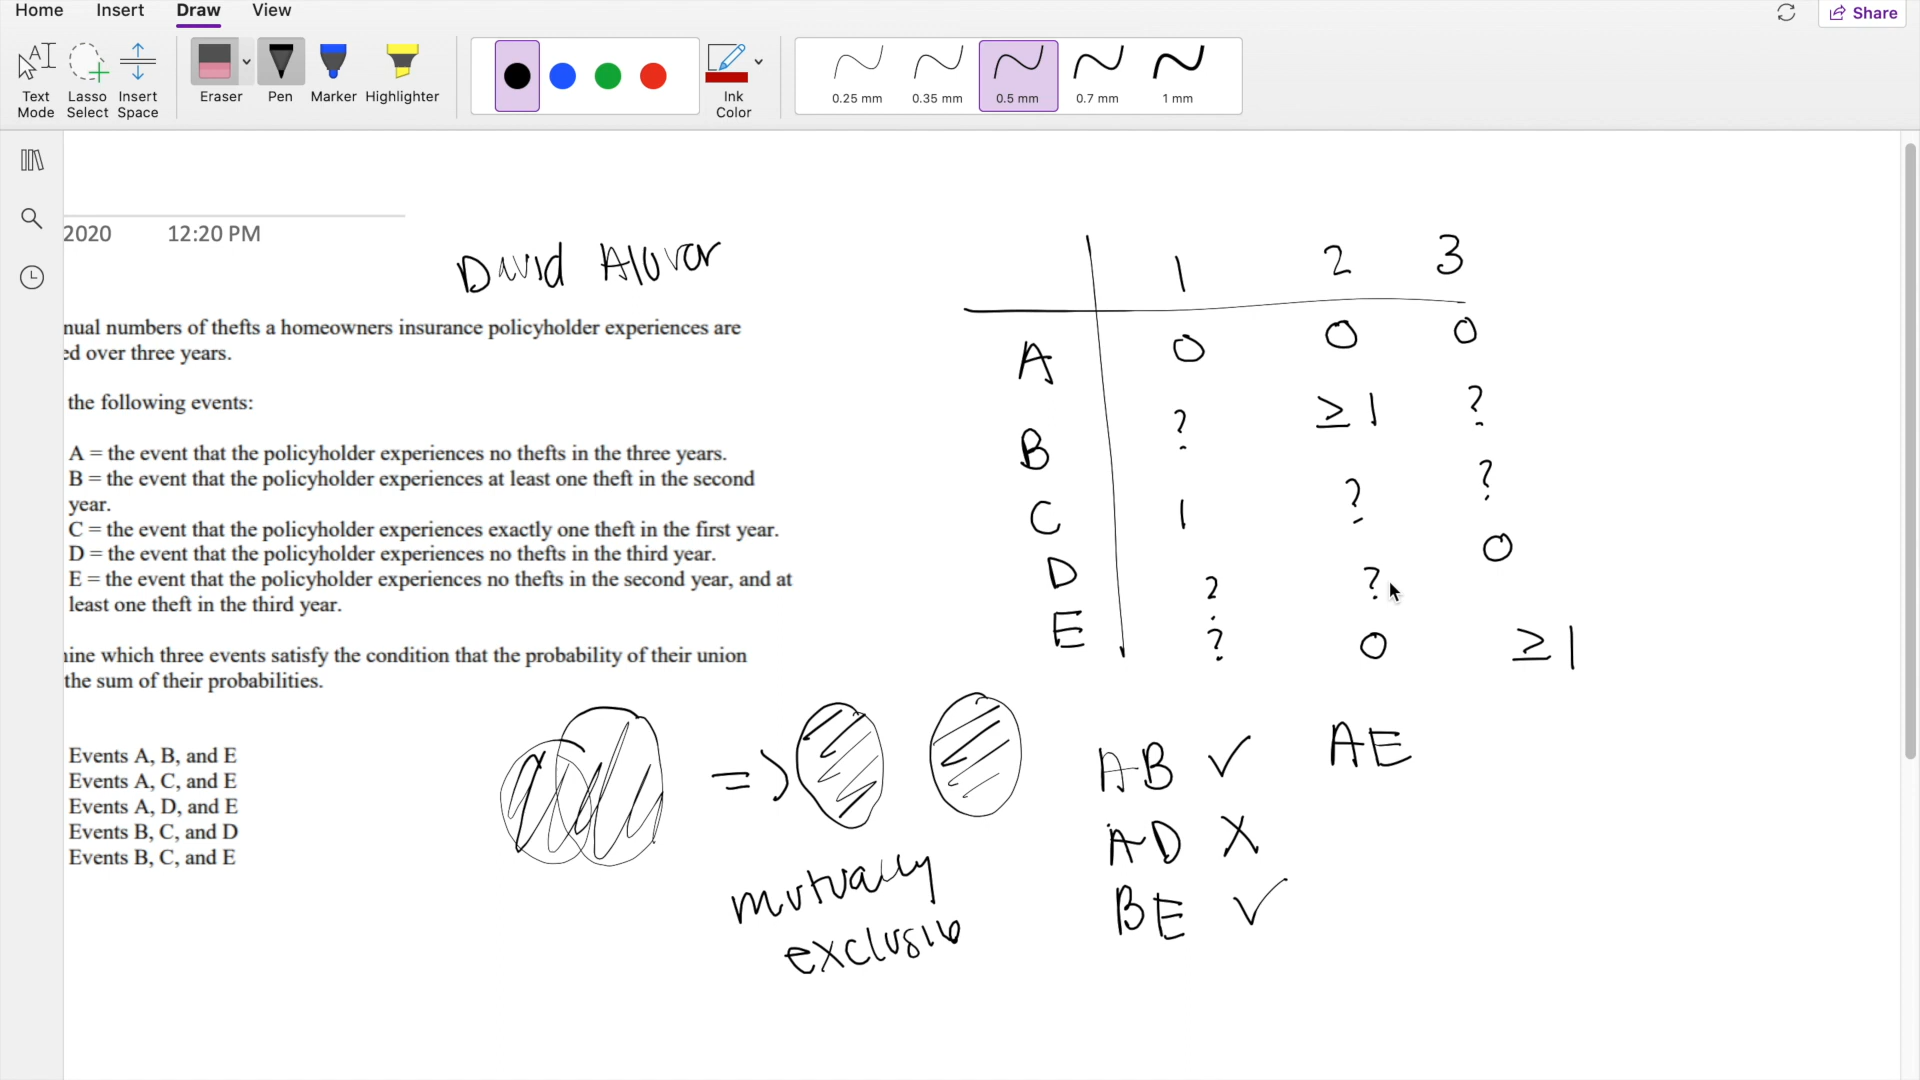 Home Insert Draw View
Share
Text Mode
Lasso Select
Insert Space
Eraser
Pen
Marker
Highlighter
Ink Color
0.25 mm
0.35 mm
0.5 mm
0.7 mm
1 mm
2020 12:20 PM
David Alovor
nual numbers of thefts a homeowners insurance policyholder experiences are
ed over three years.
the following events:
A = the event that the policyholder experiences no thefts in the three years.
B = the event that the policyholder experiences at least one theft in the second
year.
C = the event that the policyholder experiences exactly one theft in the first year.
D = the event that the policyholder experiences no thefts in the third year.
E = the event that the policyholder experiences no thefts in the second year, and at
least one theft in the third year.
nine which three events satisfy the condition that the probability of their union
the sum of their probabilities.
Events A, B, and E
Events A, C, and E
Events A, D, and E
Events B, C, and D
Events B, C, and E
1 2 3
A 0 0 0
B ? ≥ 1 ?
C 1 ? ?
D ? ? 0
E ? 0 ≥ 1
=>
mutually
exclusiv
AB ✓ AE
AD X
BE ✓